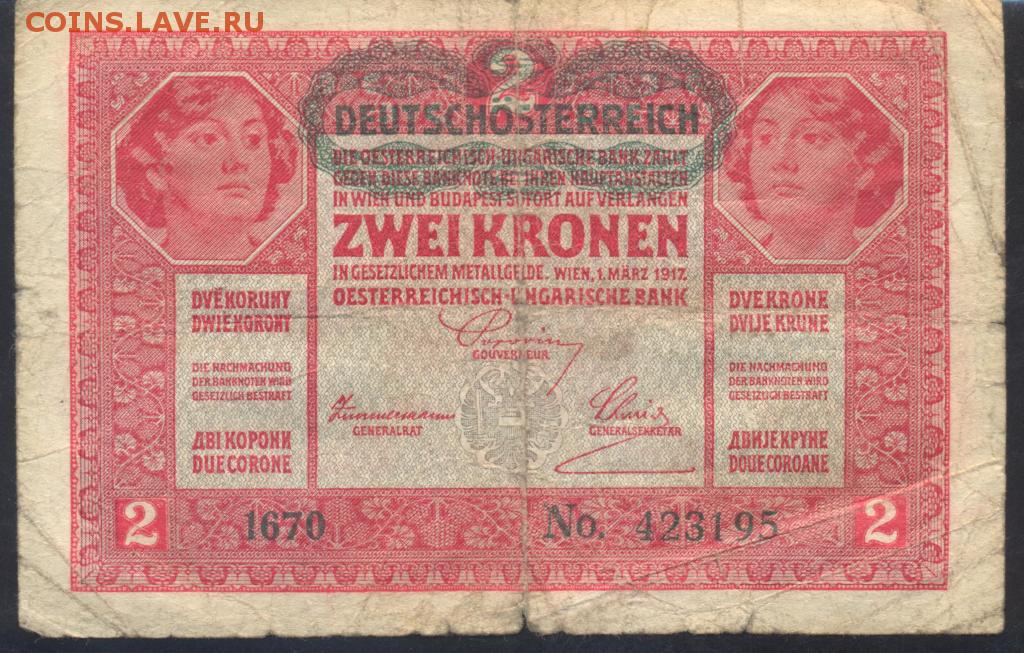 COINS.LAVE.RU
2
DEUTSCHÖSTERREICH
DIE OESTERREICHISCH-UNGARISCHE BANK ZAHLT
GEGEN DIESE BANKNOTE BEI IHREN HAUPTANSTALTEN
IN WIEN UND BUDAPEST SOFORT AUF VERLANGEN
ZWEI KRONEN
IN GESETZLICHEM METALLGELDE. WIEN, 1. MÄRZ 1917.
OESTERREICHISCH-UNGARISCHE BANK
DVĚ KORUNY
DWIE KORONY
DVE KRONE
DVIJE KRUNE
GOUVERNEUR
DIE NACHMACHUNG
DER BANKNOTEN WIRD
GESETZLICH BESTRAFT
DIE NACHMACHUNG
DER BANKNOTEN WIRD
GESETZLICH BESTRAFT
GENERALRAT
GENERALSEKRETÄR
ДВІ КОРОНИ
DUE CORONE
ДВИЈЕ КРУНЕ
DOUE COROANE
2
1670
No. 423195
2